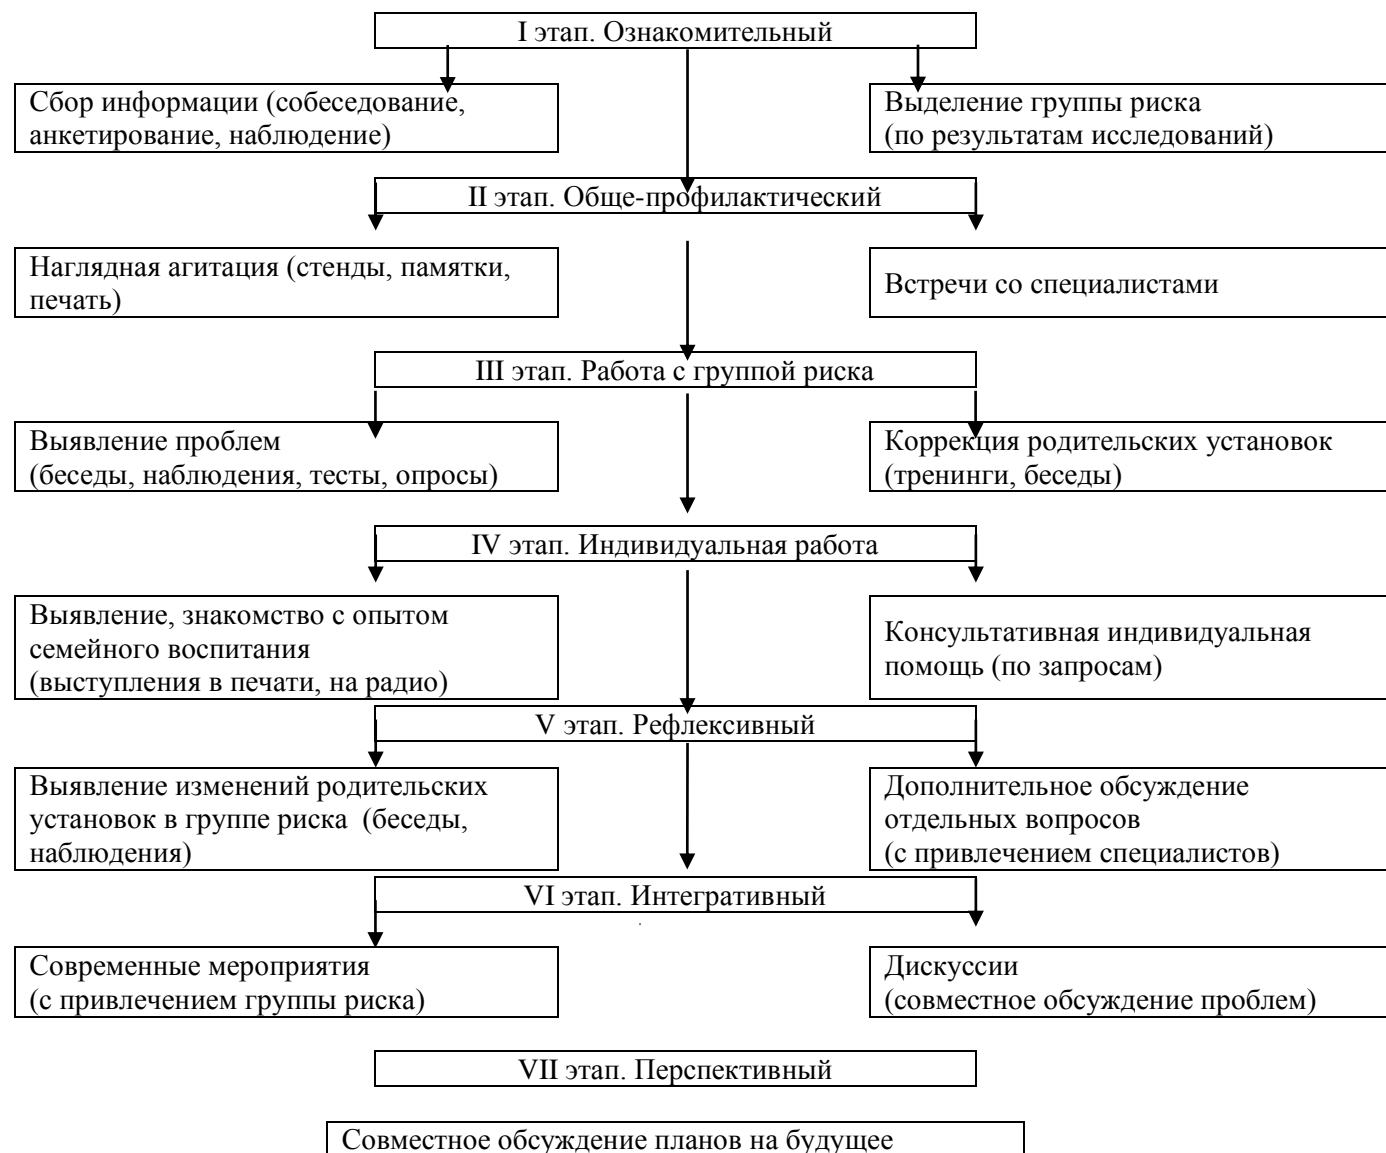 I этап. Ознакомительный
Сбор информации (собеседование,
анкетирование, наблюдение)
Выделение группы риска
(по результатам исследований)
II этап. Обще-профилактический
Наглядная агитация (стенды, памятки,
печать)
Встречи со специалистами
III этап. Работа с группой риска
Выявление проблем
(беседы, наблюдения, тесты, опросы)
Коррекция родительских установок
(тренинги, беседы)
IV этап. Индивидуальная работа
Выявление, знакомство с опытом
семейного воспитания
(выступления в печати, на радио)
Консультативная индивидуальная
помощь (по запросам)
V этап. Рефлексивный
Выявление изменений родительских
установок в группе риска (беседы,
наблюдения)
Дополнительное обсуждение
отдельных вопросов
(с привлечением специалистов)
VI этап. Интегративный
Современные мероприятия
(с привлечением группы риска)
Дискуссии
(совместное обсуждение проблем)
VII этап. Перспективный
Совместное обсуждение планов на будущее